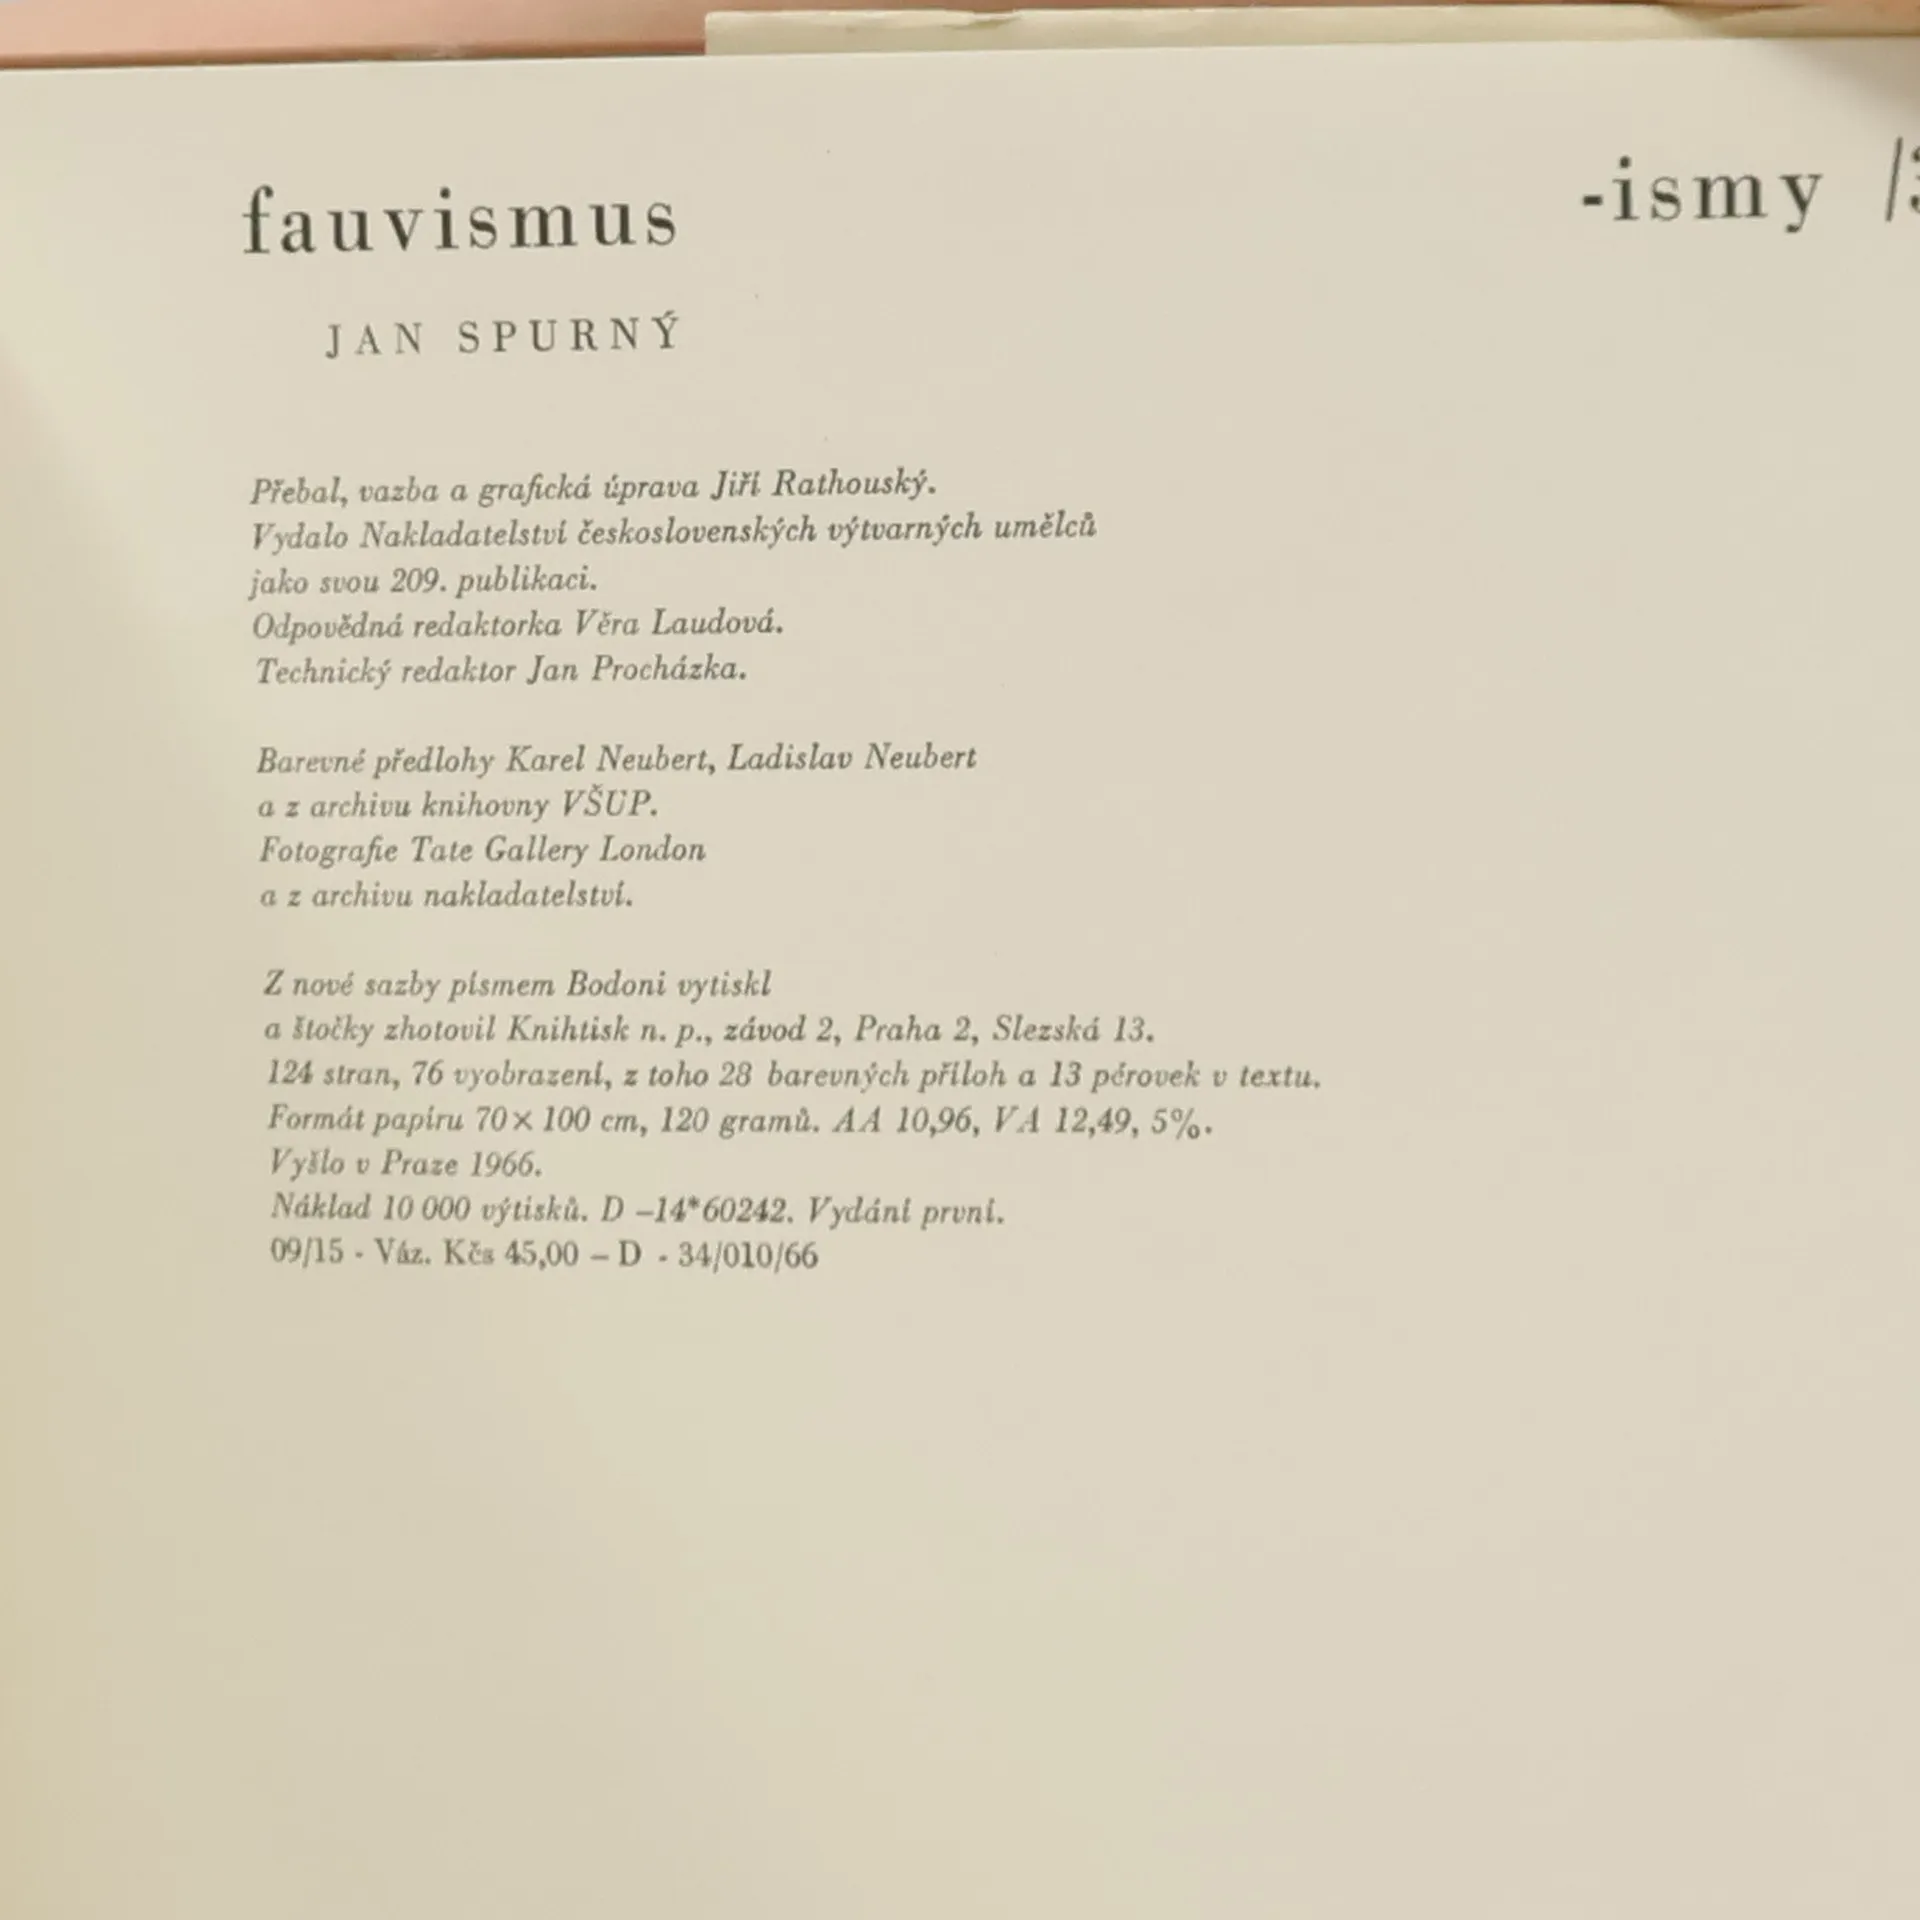 fauvismus
-ismy /3
JAN SPURNÝ
Přebal, vazba a grafická úprava Jiří Rathouský.
Vydalo Nakladatelství československých výtvarných umělců
jako svou 209. publikaci.
Odpovědná redaktorka Věra Laudová.
Technický redaktor Jan Procházka.
Barevné předlohy Karel Neubert, Ladislav Neubert
a z archivu knihovny VŠUP.
Fotografie Tate Gallery London
a z archivu nakladatelství.
Z nové sazby písmem Bodoni vytiskl
a štočky zhotovil Knihtisk n. p., závod 2, Praha 2, Slezská 13.
124 stran, 76 vyobrazení, z toho 28 barevných příloh a 13 pérovek v textu.
Formát papíru 70×100 cm, 120 gramů. AA 10,96, VA 12,49, 5%.
Vyšlo v Praze 1966.
Náklad 10 000 výtisků. D –14*60242. Vydání první.
09/15 - Váz. Kčs 45,00 – D - 34/010/66